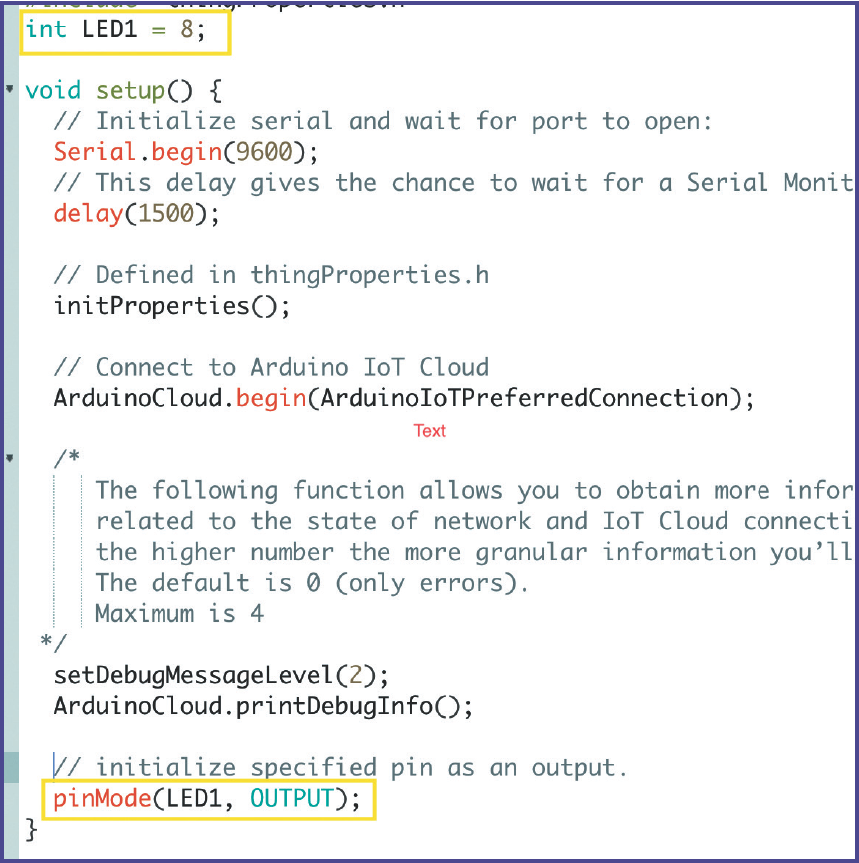 int LED1 = 8;
void setup() {
// Initialize serial and wait for port to open:
Serial.begin(9600);
// This delay gives the chance to wait for a Serial Monit
delay(1500);
// Defined in thingProperties.h
initProperties();
// Connect to Arduino IoT Cloud
ArduinoCloud.begin(ArduinoIoTPreferredConnection);
Text
/*
The following function allows you to obtain more infor
related to the state of network and IoT Cloud connecti
the higher number the more granular information you’ll
The default is 0 (only errors).
Maximum is 4
*/
setDebugMessageLevel(2);
ArduinoCloud.printDebugInfo();
// initialize specified pin as an output.
pinMode(LED1, OUTPUT);
}